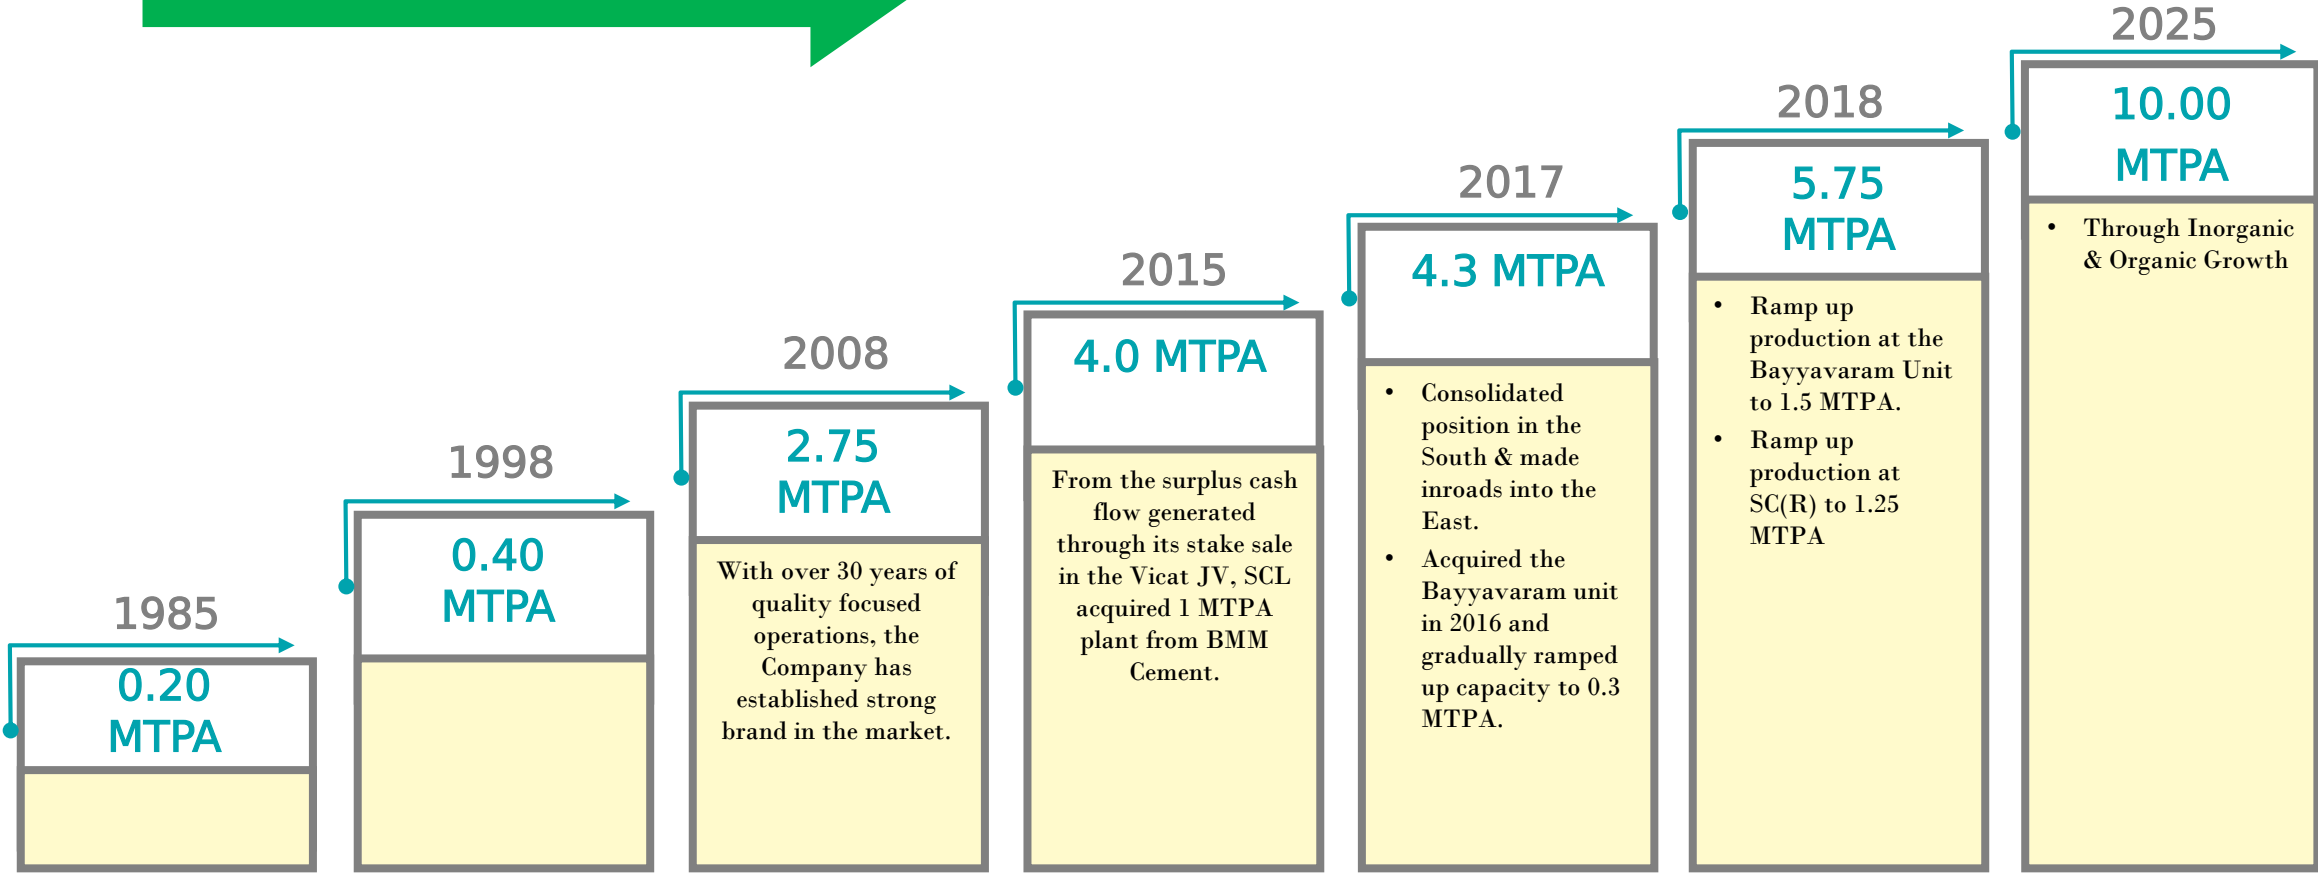 1985
0.20
MTPA
1998
0.40
MTPA
2008
2.75
MTPA
With over 30 years of
quality focused
operations, the
Company has
established strong
brand in the market.
2015
4.0 MTPA
From the surplus cash
flow generated
through its stake sale
in the Vicat JV, SCL
acquired 1 MTPA
plant from BMM
Cement.
2017
4.3 MTPA
• Consolidated
position in the
South & made
inroads into the
East.
• Acquired the
Bayyavaram unit
in 2016 and
gradually ramped
up capacity to 0.3
MTPA.
2018
5.75
MTPA
• Ramp up
production at the
Bayyavaram Unit
to 1.5 MTPA.
• Ramp up
production at
SC(R) to 1.25
MTPA
2025
10.00
MTPA
• Through Inorganic
& Organic Growth